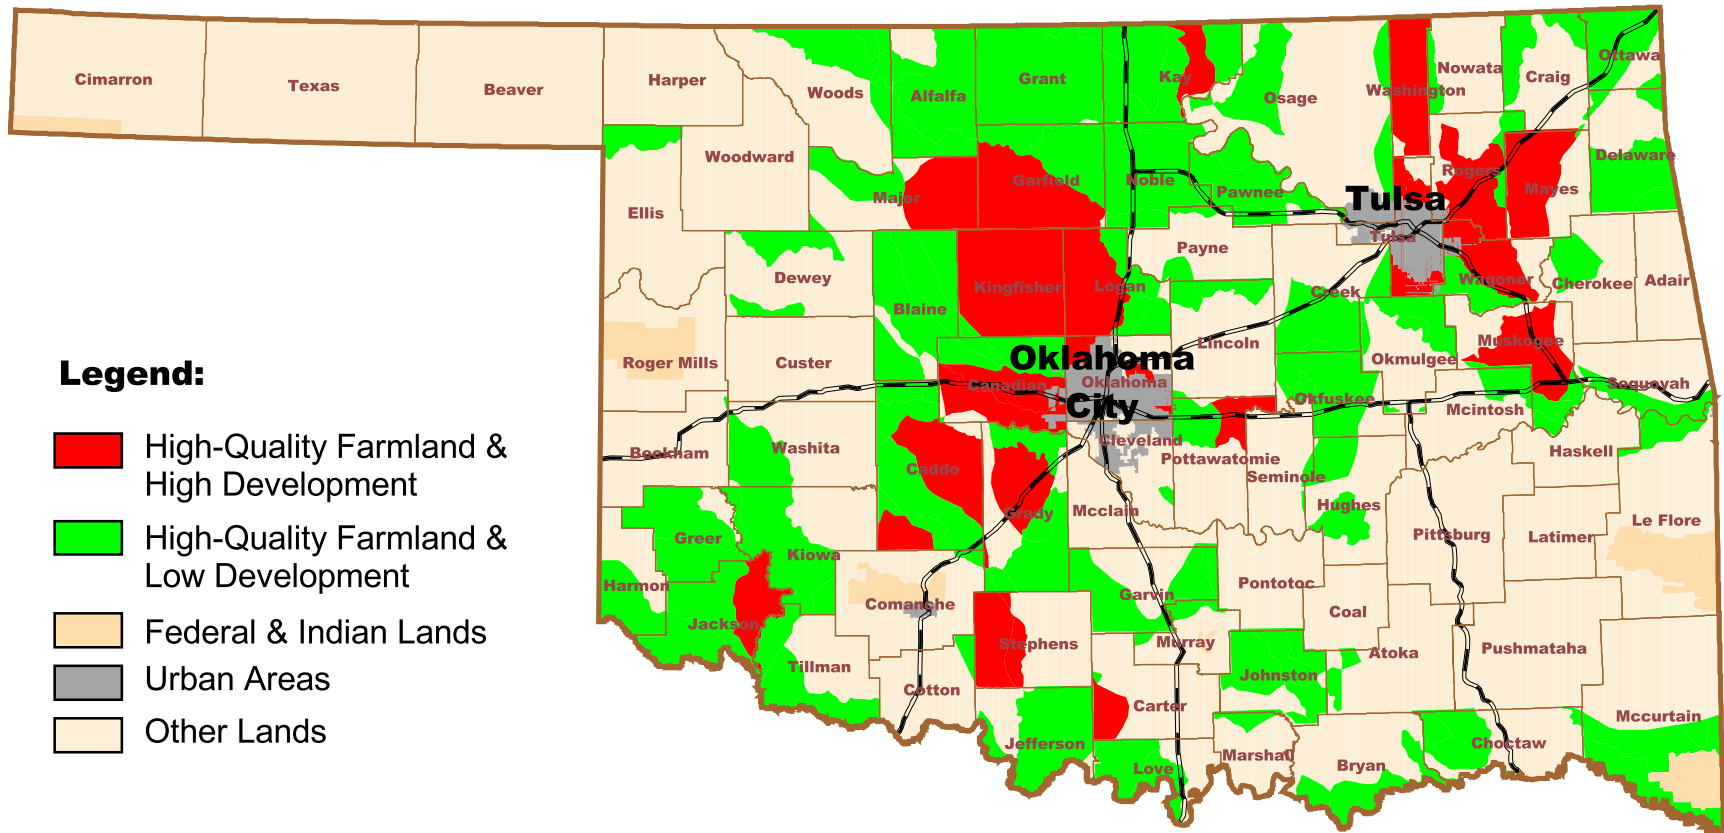 Cimarron
Texas
Beaver
Harper
Woods
Alfalfa
Grant
Kay
Osage
Washington
Nowata
Craig
Ottawa
Woodward
Ellis
Major
Garfield
Noble
Pawnee
Rogers
Mayes
Delaware
Tulsa
Tulsa
Dewey
Blaine
Kingfisher
Logan
Payne
Creek
Wagoner
Cherokee
Adair
Roger Mills
Custer
Canadian
Oklahoma
City
Oklahoma
Lincoln
Okmulgee
Muskogee
Sequoyah
Okfuskee
Mcintosh
Beckham
Washita
Caddo
Grady
Cleveland
Pottawatomie
Seminole
Haskell
Mcclain
Hughes
Pittsburg
Latimer
Le Flore
Greer
Kiowa
Harmon
Jackson
Comanche
Garvin
Pontotoc
Coal
Stephens
Murray
Atoka
Pushmataha
Tillman
Cotton
Johnston
Carter
Mccurtain
Jefferson
Love
Marshall
Bryan
Choctaw
Legend:
High-Quality Farmland &
High Development
High-Quality Farmland &
Low Development
Federal & Indian Lands
Urban Areas
Other Lands